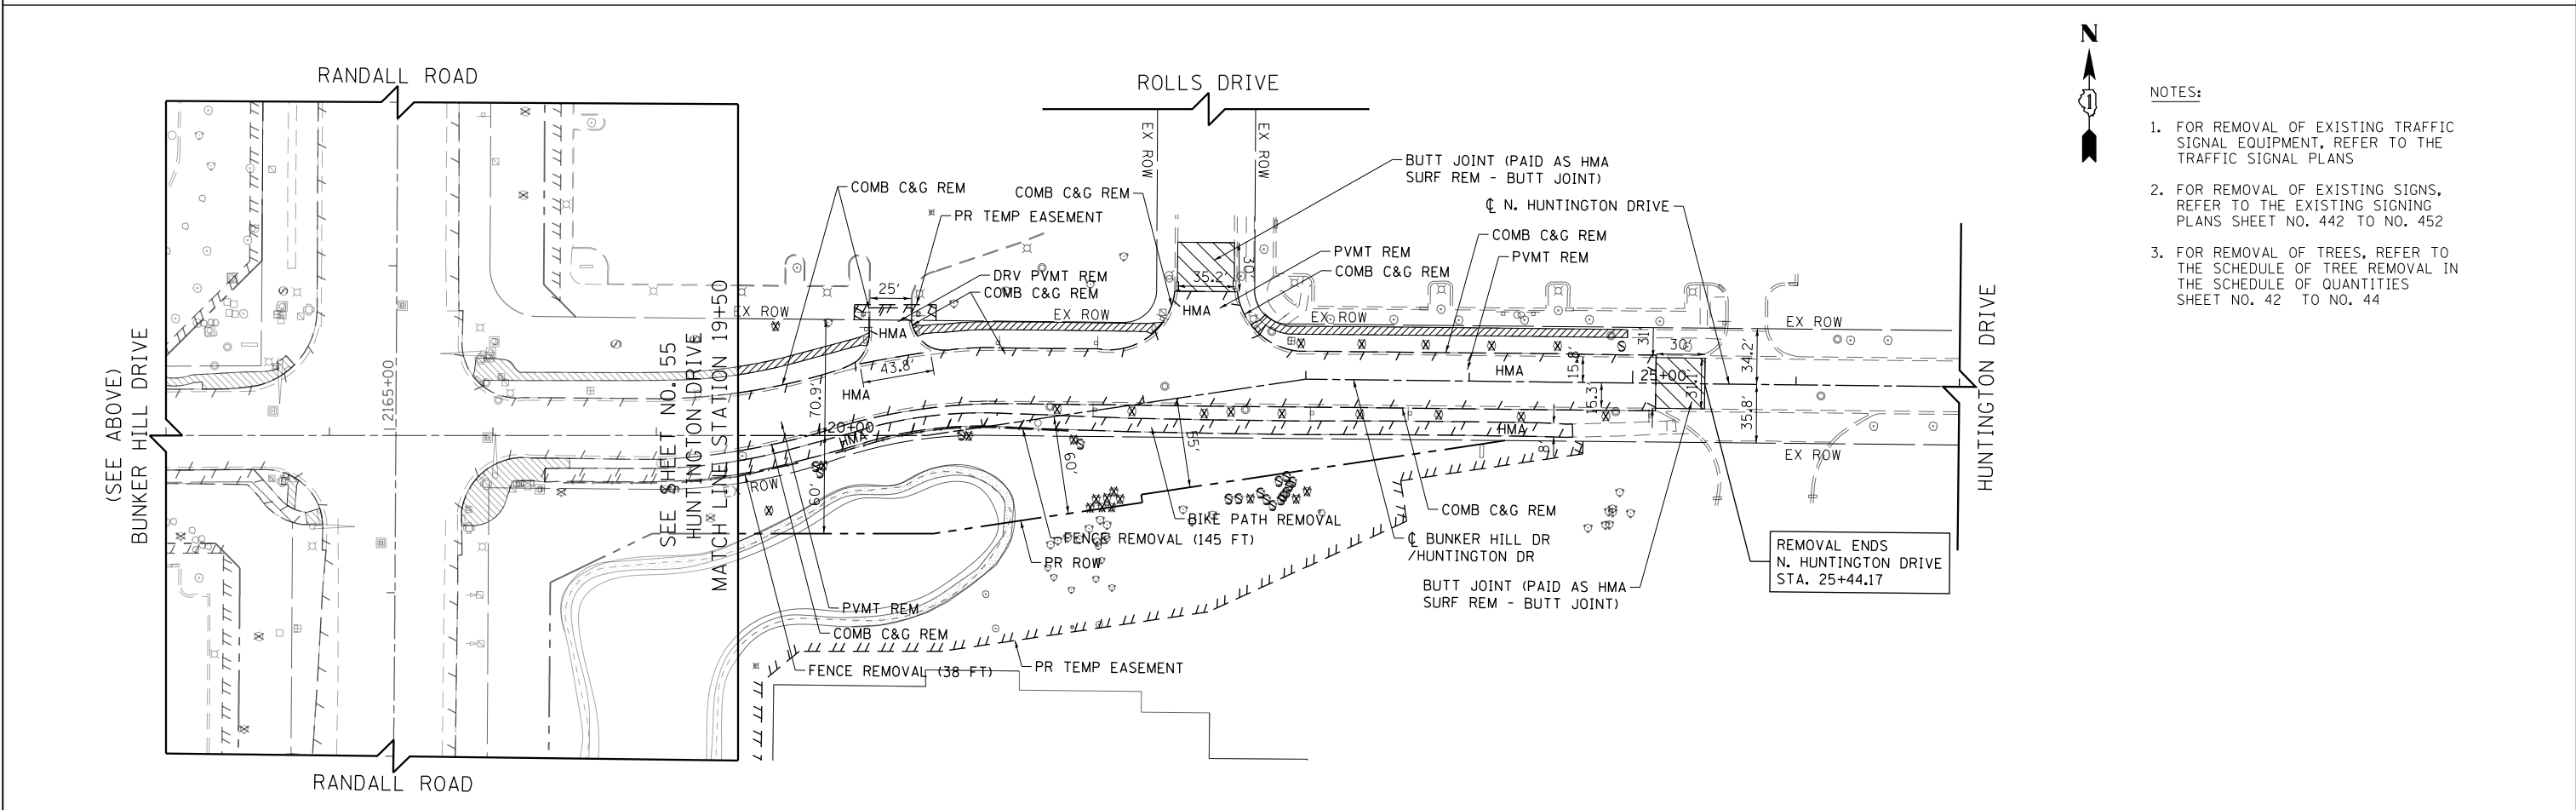 RANDALL ROAD
ROLLS DRIVE
N
1
NOTES:
1. FOR REMOVAL OF EXISTING TRAFFIC
SIGNAL EQUIPMENT, REFER TO THE
TRAFFIC SIGNAL PLANS
2. FOR REMOVAL OF EXISTING SIGNS,
REFER TO THE EXISTING SIGNING
PLANS SHEET NO. 442 TO NO. 452
3. FOR REMOVAL OF TREES, REFER TO
THE SCHEDULE OF TREE REMOVAL IN
THE SCHEDULE OF QUANTITIES
SHEET NO. 42 TO NO. 44
EX ROW
EX ROW
BUTT JOINT (PAID AS HMA
SURF REM - BUTT JOINT)
COMB C&G REM
COMB C&G REM
PR TEMP EASEMENT
℄ N. HUNTINGTON DRIVE
COMB C&G REM
PVMT REM
PVMT REM
COMB C&G REM
DRV PVMT REM
COMB C&G REM
25'
35.2'
30'
EX ROW
EX ROW
EX ROW
EX ROW
HMA
HMA
31'
30'
34.2'
43.8'
HMA
HMA
15.8'
25+00
31'
15.3'
35.8'
70.9'
20+00
HMA
HMA
8'
EX ROW
EX ROW
55'
60'
60'
2165+00
(SEE ABOVE)
BUNKER HILL DRIVE
SEE SHEET NO. 55
HUNTINGTON DRIVE
MATCH LINE STATION 19+50
HUNTINGTON DRIVE
BIKE PATH REMOVAL
FENCE REMOVAL (145 FT)
PR ROW
COMB C&G REM
℄ BUNKER HILL DR
/HUNTINGTON DR
BUTT JOINT (PAID AS HMA
SURF REM - BUTT JOINT)
REMOVAL ENDS
N. HUNTINGTON DRIVE
STA. 25+44.17
PVMT REM
COMB C&G REM
FENCE REMOVAL (38 FT)
PR TEMP EASEMENT
RANDALL ROAD